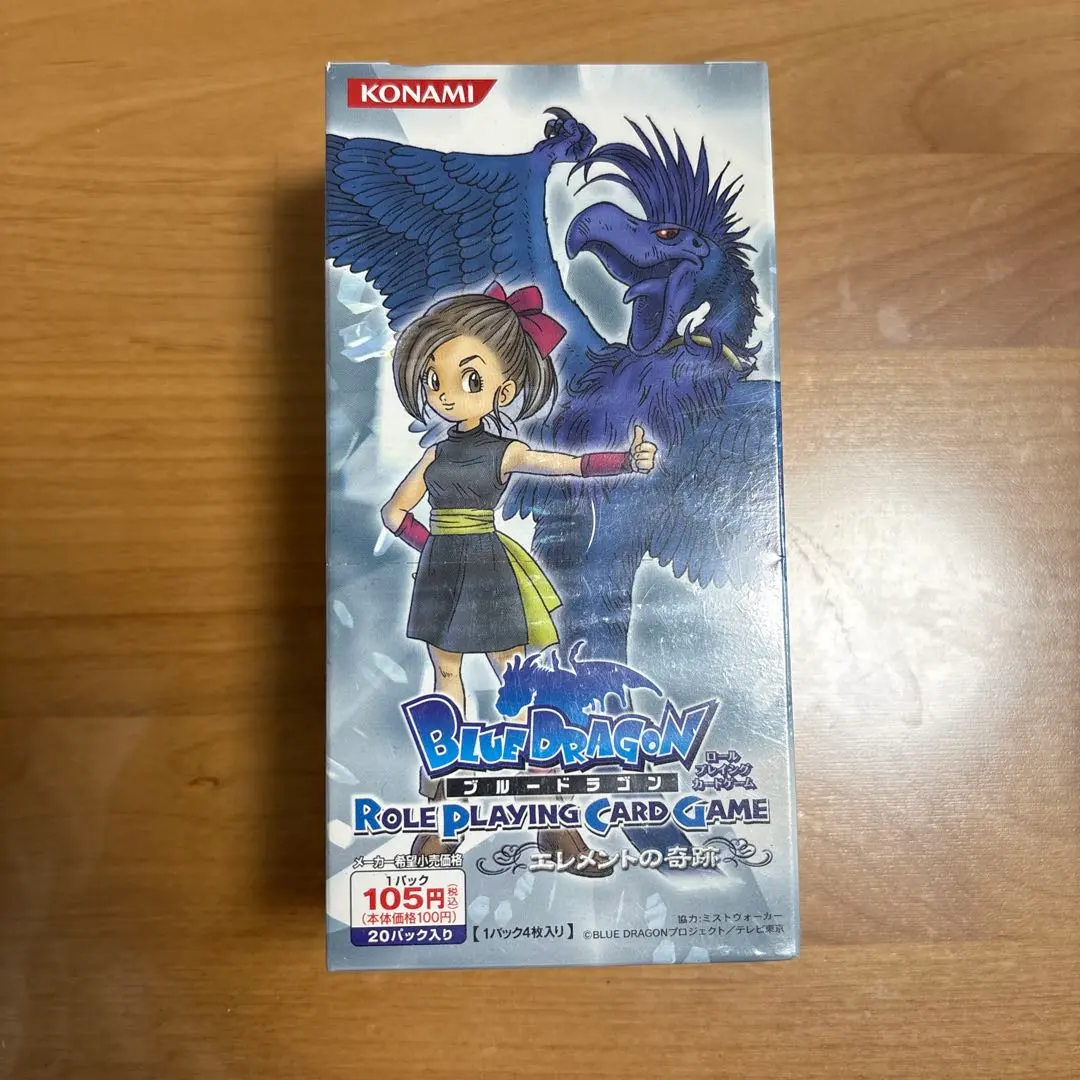 KONAMI
BLUE DRAGON
ブルードラゴン
ロール
プレイング
カードゲーム
ROLE PLAYING CARD GAME
エレメントの奇跡
メーカー希望小売価格
1パック
105円(税込)
(本体価格100円)
20パック入り
【1パック4枚入り】
協力:ミストウォーカー
©BLUE DRAGONプロジェクト/テレビ東京